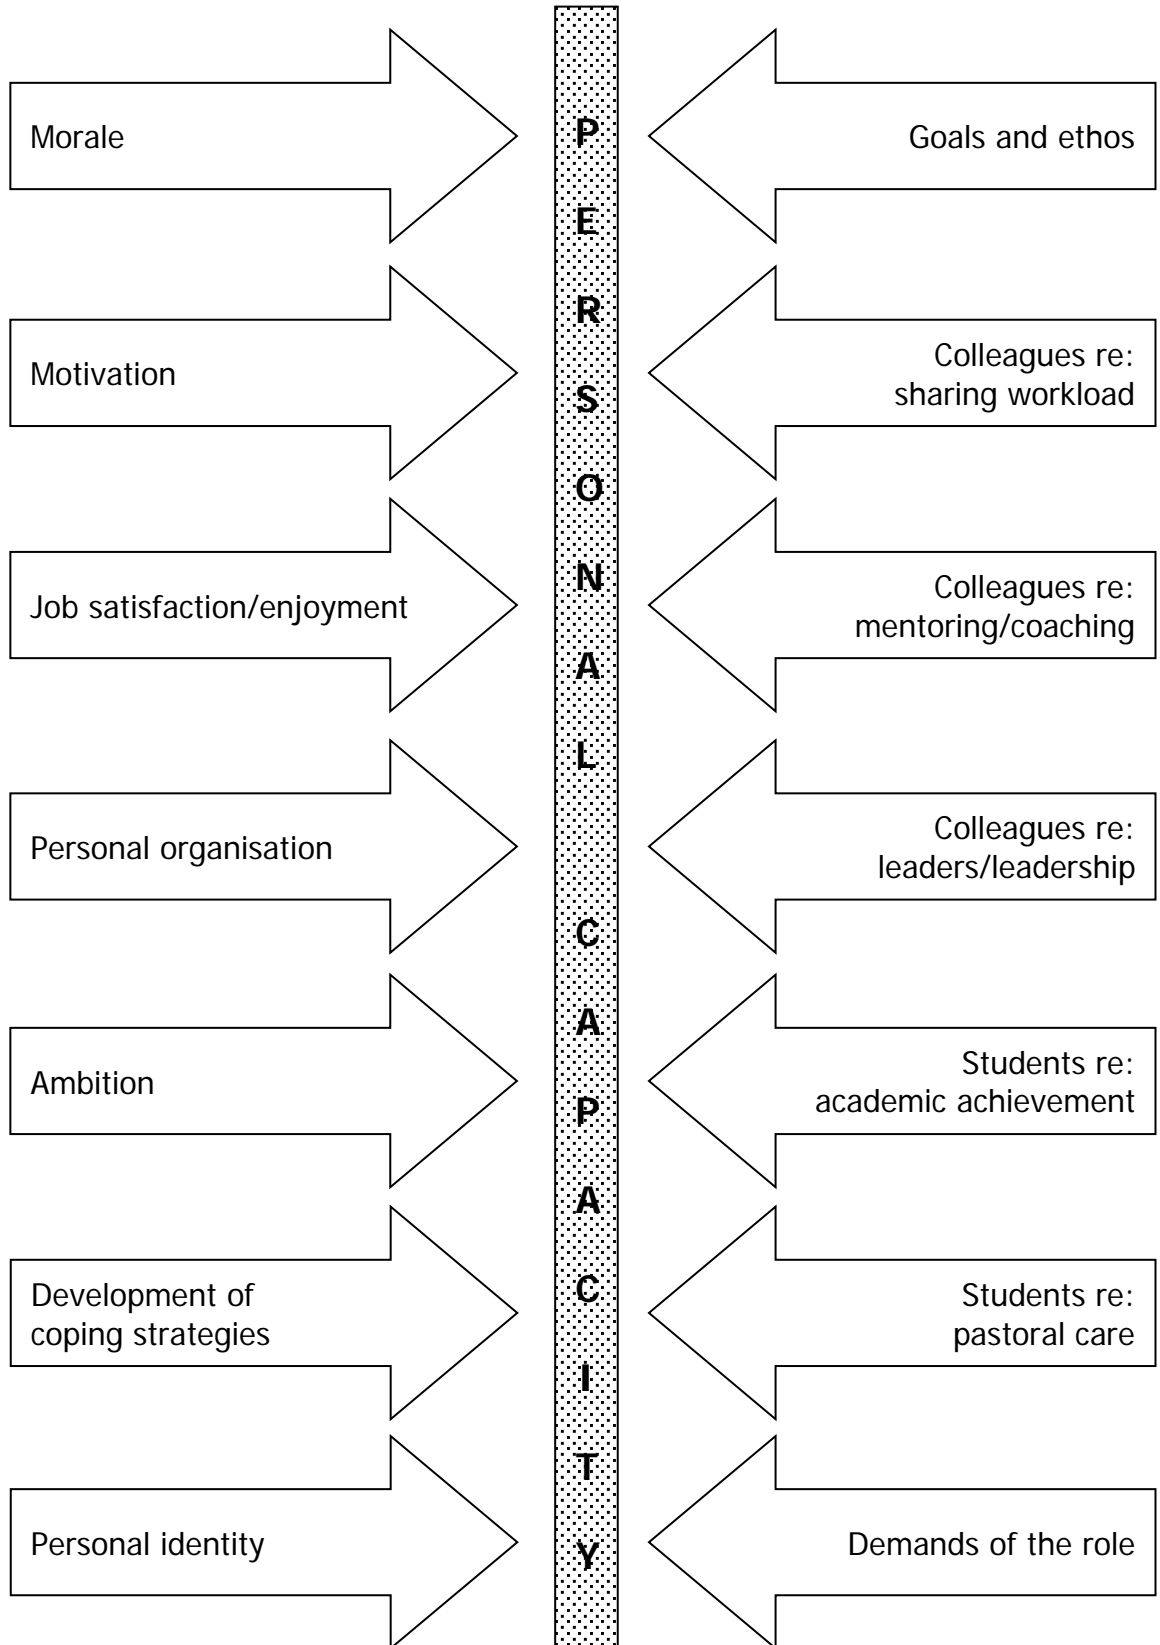 Morale
Motivation
Job satisfaction/enjoyment
Personal organisation
Ambition
Development of
coping strategies
Personal identity
P
E
R
S
O
N
A
L
C
A
P
A
C
I
T
Y
Goals and ethos
Colleagues re:
sharing workload
Colleagues re:
mentoring/coaching
Colleagues re:
leaders/leadership
Students re:
academic achievement
Students re:
pastoral care
Demands of the role